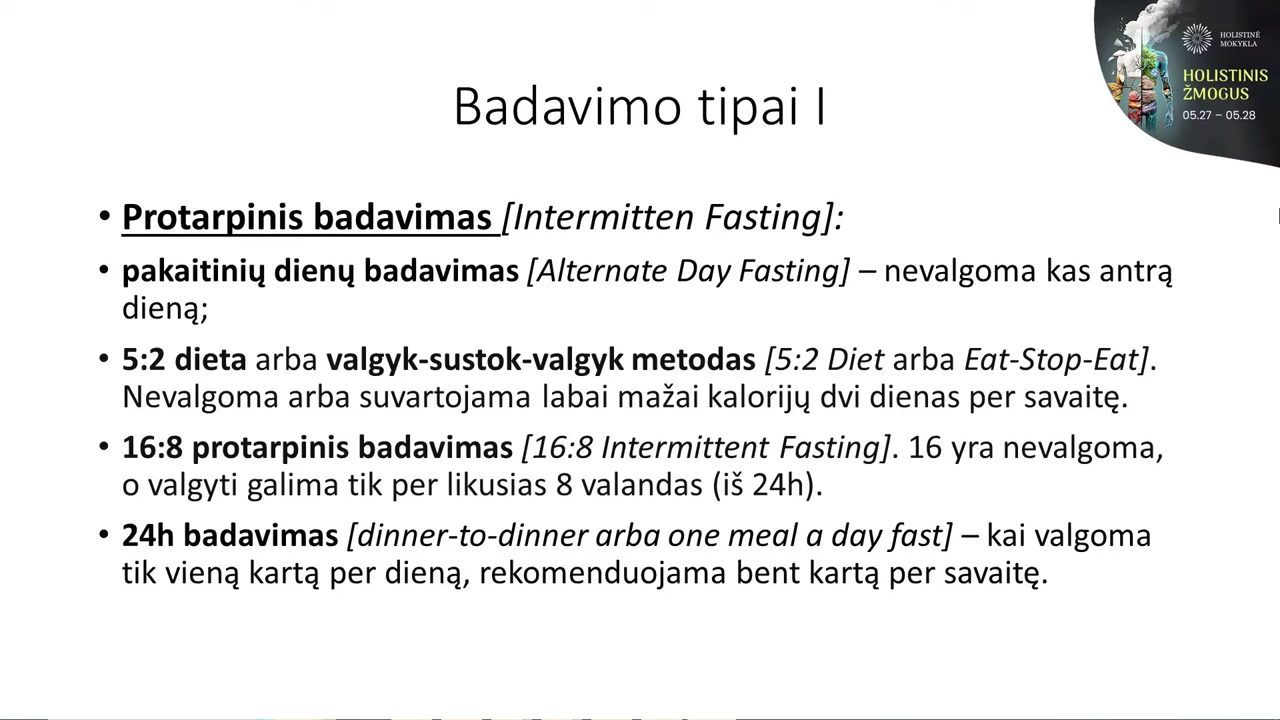 HOLISTINĖ
MOKYKLA
HOLISTINIS
ŽMOGUS
05.27 – 05.28
Badavimo tipai I
• Protarpinis badavimas [Intermitten Fasting]:
• pakaitinių dienų badavimas [Alternate Day Fasting] – nevalgoma kas antrą
dieną;
• 5:2 dieta arba valgyk-sustok-valgyk metodas [5:2 Diet arba Eat-Stop-Eat].
Nevalgoma arba suvartojama labai mažai kalorijų dvi dienas per savaitę.
• 16:8 protarpinis badavimas [16:8 Intermittent Fasting]. 16 yra nevalgoma,
o valgyti galima tik per likusias 8 valandas (iš 24h).
• 24h badavimas [dinner-to-dinner arba one meal a day fast] – kai valgoma
tik vieną kartą per dieną, rekomenduojama bent kartą per savaitę.